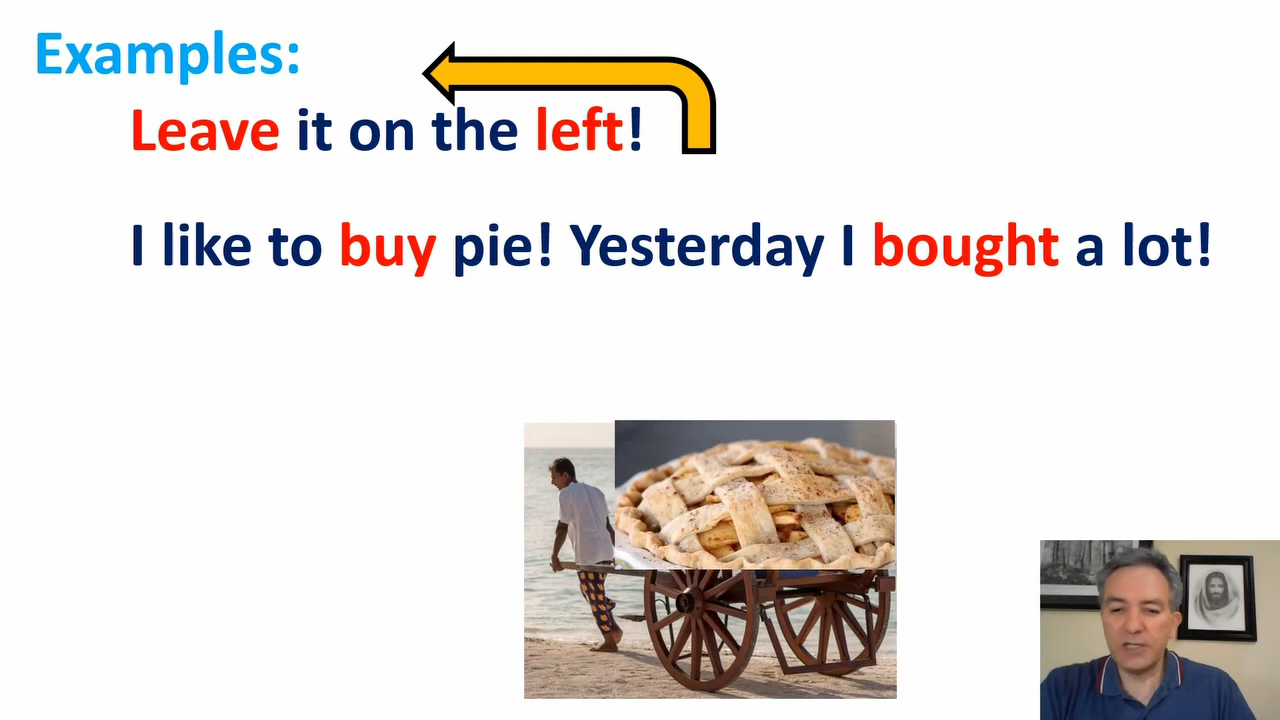 Examples:
Leave it on the left!
I like to buy pie! Yesterday I bought a lot!